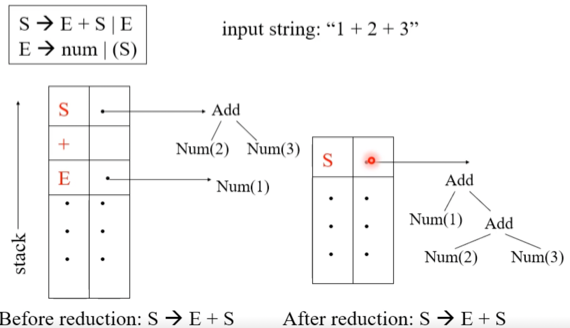 S → E + S | E
E → num | (S)
input string: “1 + 2 + 3”
stack
S
+
E
Add
Num(2) Num(3)
Num(1)
S
Add
Num(1) Add
Num(2) Num(3)
Before reduction: S → E + S
After reduction: S → E + S